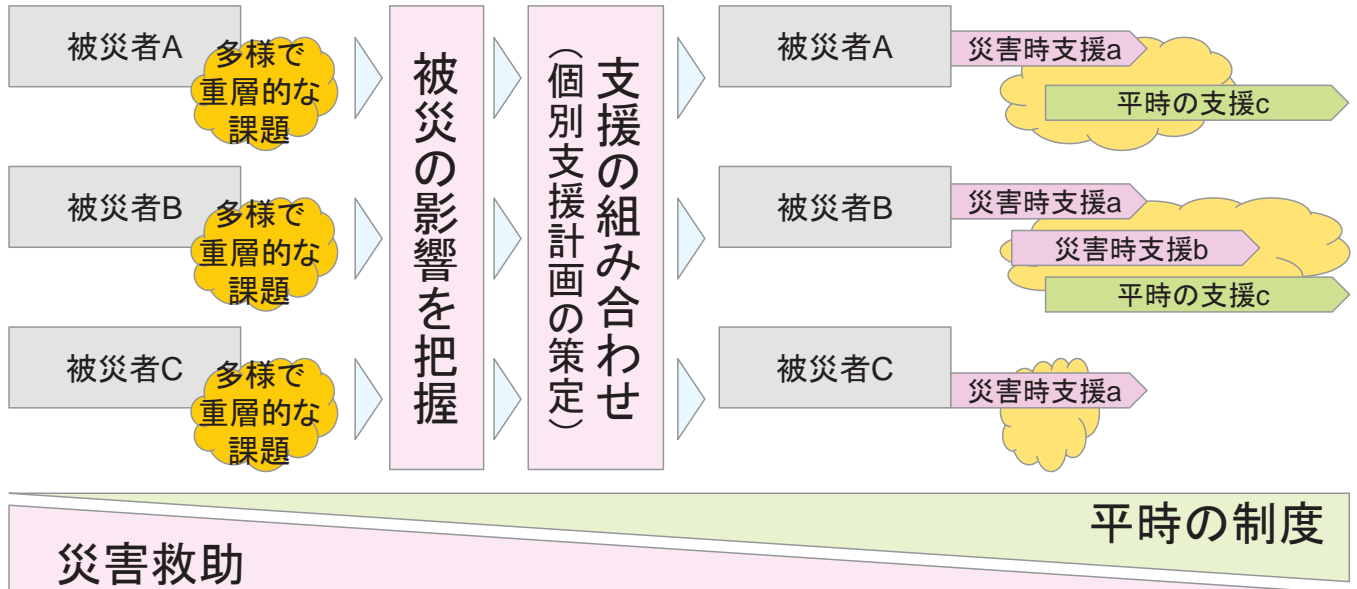 被災者A
多様で
重層的な
課題
被災者B
多様で
重層的な
課題
被災者C
多様で
重層的な
課題
被災の影響を把握
支援の組み合わせ
（個別支援計画の策定）
被災者A
災害時支援a
平時の支援c
被災者B
災害時支援a
災害時支援b
平時の支援c
被災者C
災害時支援a
平時の制度
災害救助